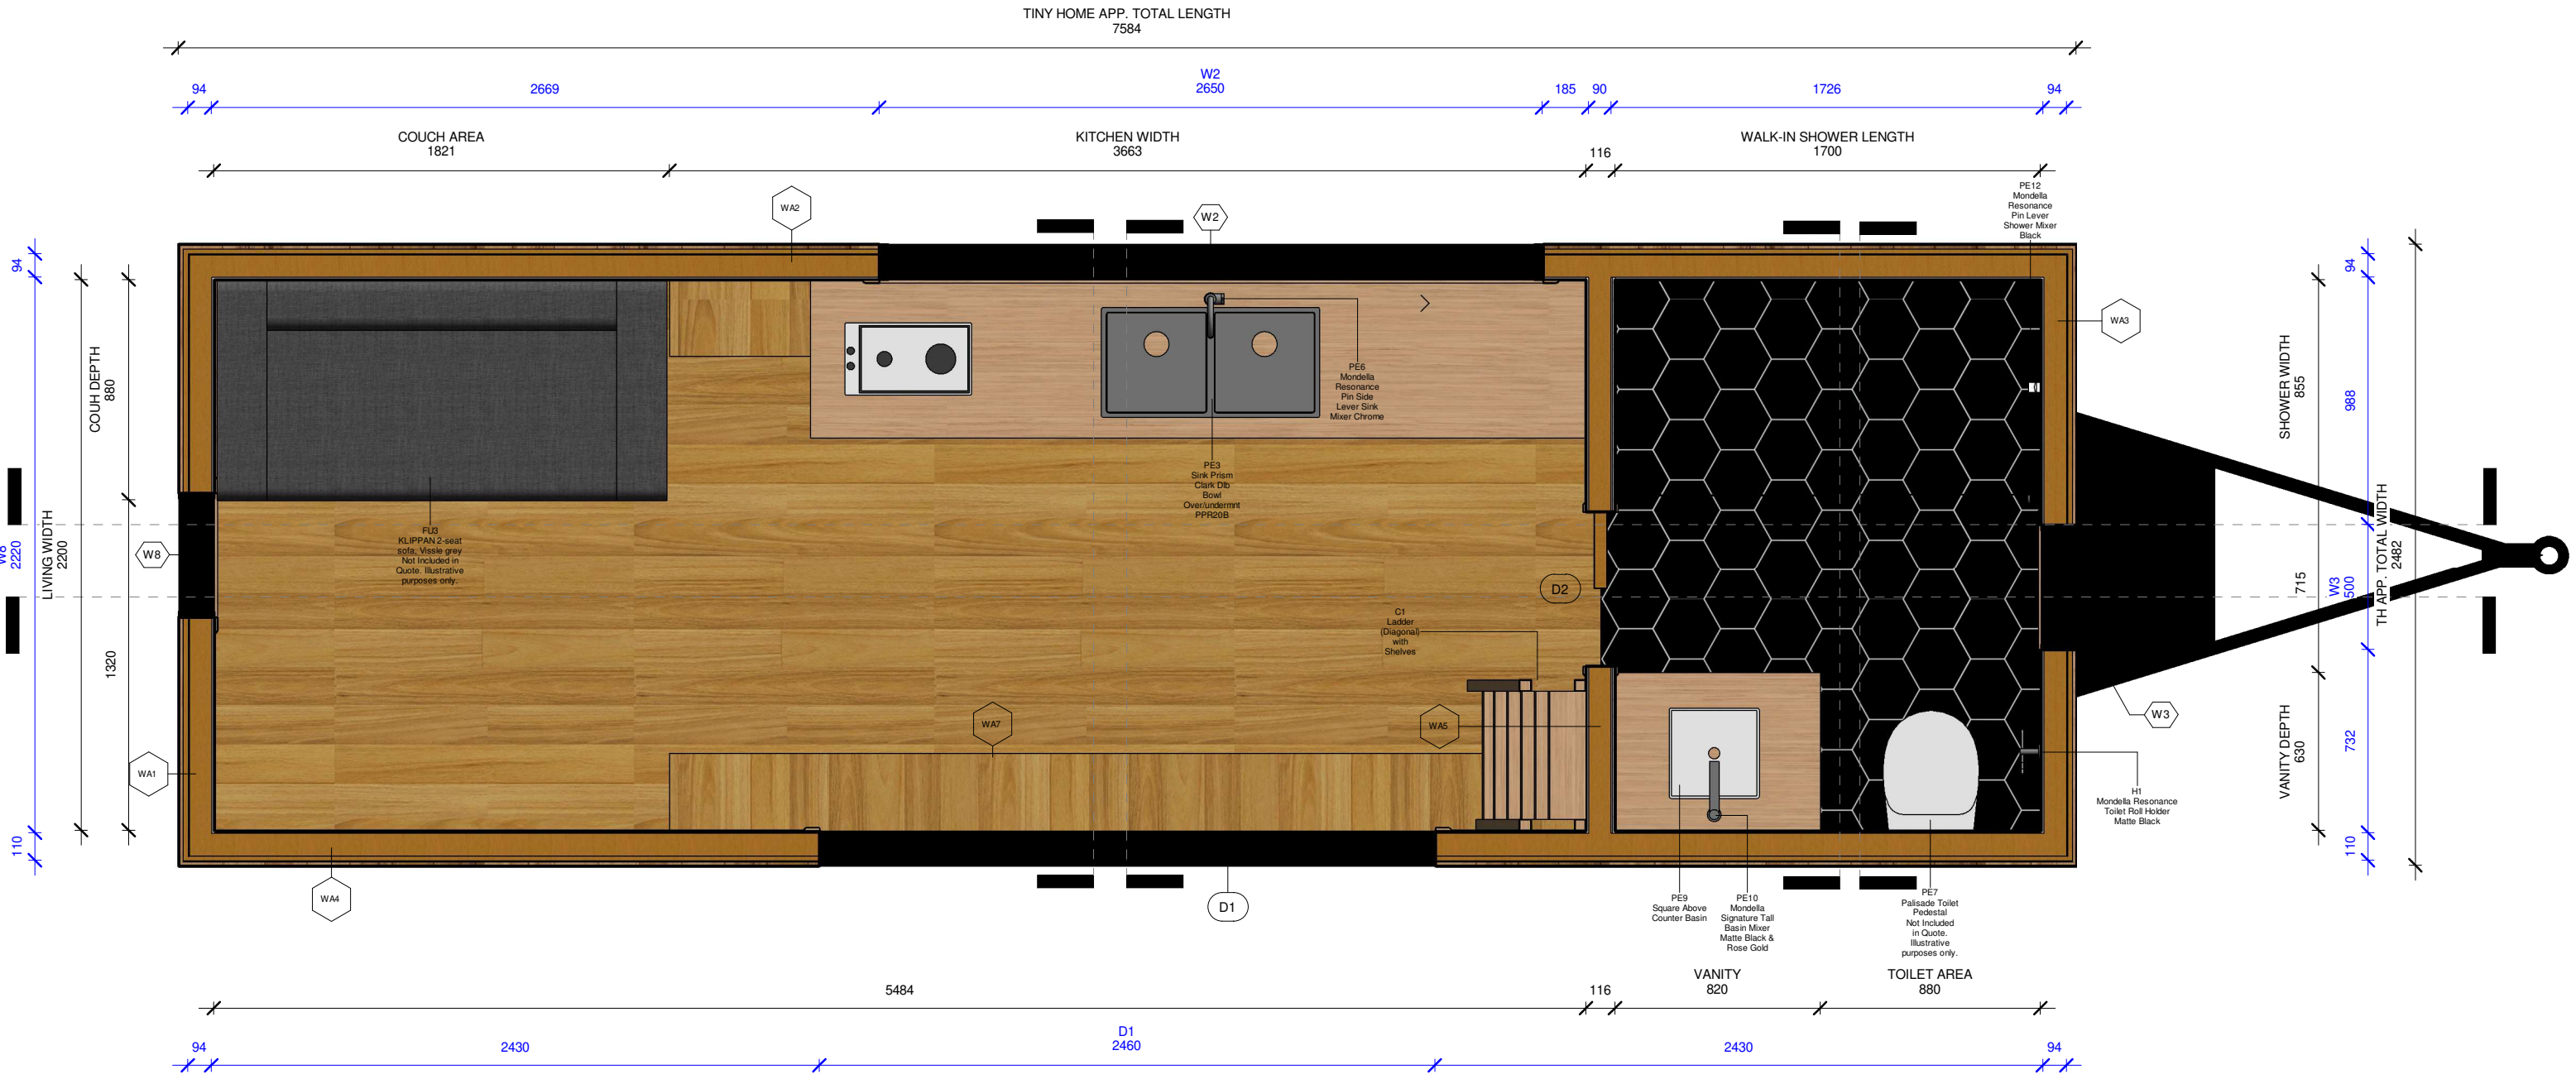 TINY HOME APP. TOTAL LENGTH
7584
W2
94 2669 2650 185 90 1726 94
COUCH AREA
1821
KITCHEN WIDTH
3663
116
WALK-IN SHOWER LENGTH
1700
PE12
Mondella
Resonance
Pin Lever
Shower Mixer
Black
WA2
W2
94
94
WA3
COUH DEPTH
880
SHOWER WIDTH
855
988
PE6
Mondella
Resonance
Pin Side
Lever Sink
Mixer Chrome
PE3
Sink Prism
Clark Dlb
Bowl
Over/undermnt
PPR20B
FU3
KLIPPAN 2-seat
sofa, Vissle grey
Not Included in
Quote. Illustrative
purposes only.
W8
2220
LIVING WIDTH
2200
W8
D2
715
W3
500
TH APP. TOTAL WIDTH
2482
C1
Ladder
(Diagonal)
with
Shelves
1320
WA7
WA5
W3
VANITY DEPTH
630
732
WA1
H1
Mondella Resonance
Toilet Roll Holder
Matte Black
110
110
WA4
D1
PE9
Square Above
Counter Basin
PE10
Mondella
Signature Tall
Basin Mixer
Matte Black &
Rose Gold
PE7
Palisade Toilet
Pedestal
Not Included
in Quote.
Illustrative
purposes only.
VANITY
820
TOILET AREA
880
5484
116
D1
94 2430 2460 2430 94